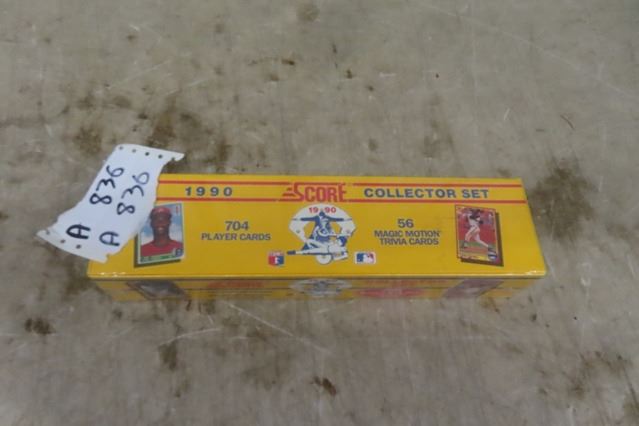 A 836
A 836
1990 SCORE COLLECTOR SET
1990
704
PLAYER CARDS
56
MAGIC MOTION
TRIVIA CARDS